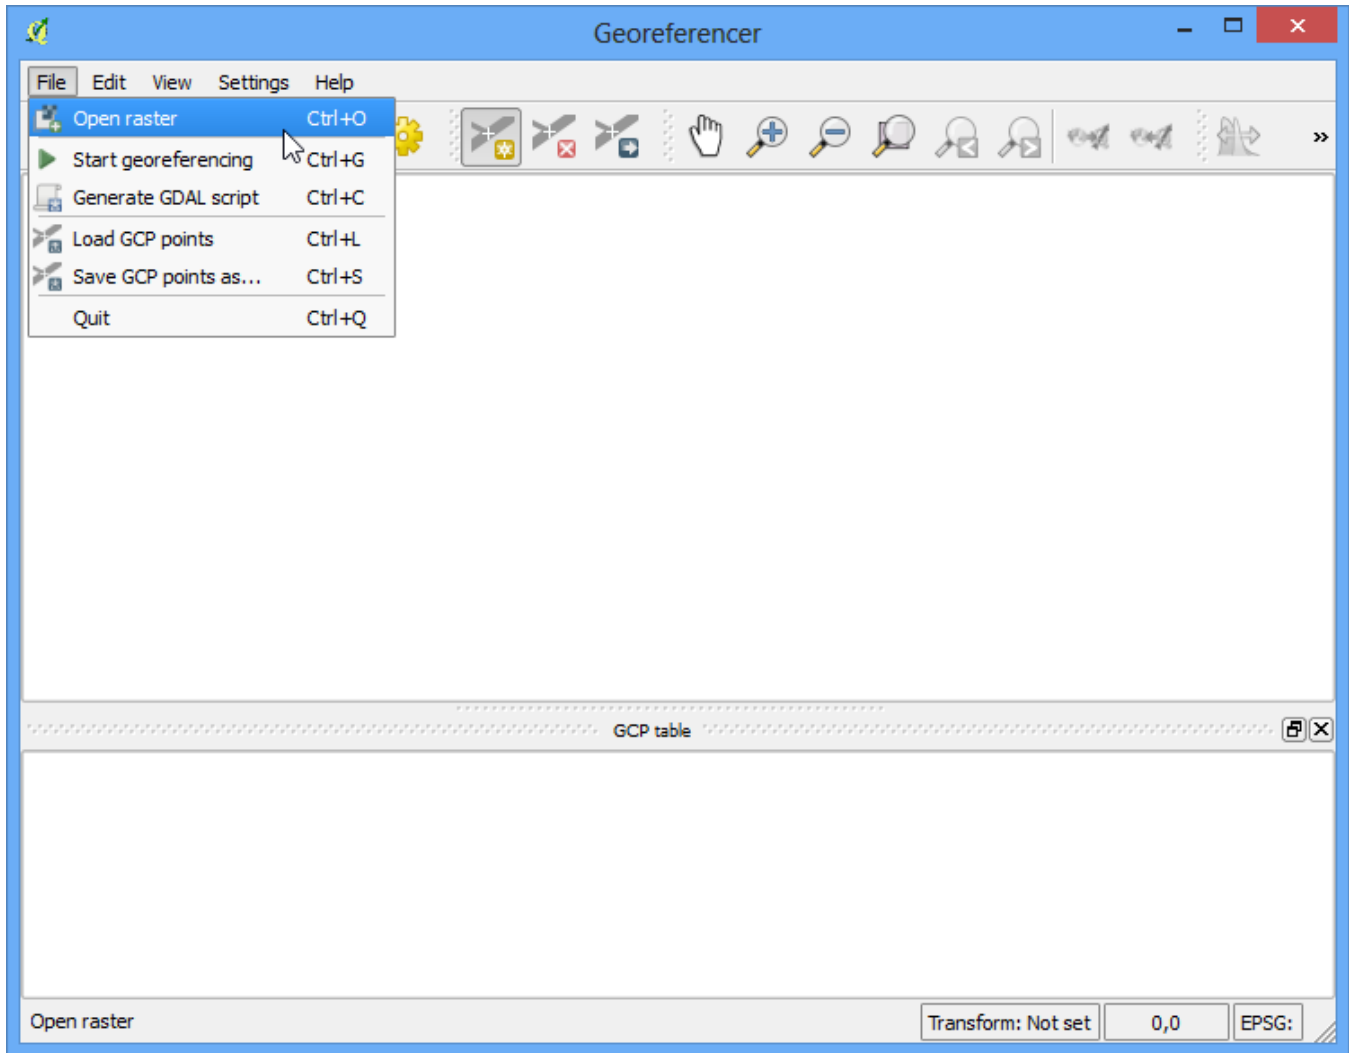 Georeferencer
File Edit View Settings Help
Open raster Ctrl+O
Start georeferencing Ctrl+G
Generate GDAL script Ctrl+C
Load GCP points Ctrl+L
Save GCP points as... Ctrl+S
Quit Ctrl+Q
GCP table
Open raster Transform: Not set 0,0 EPSG: